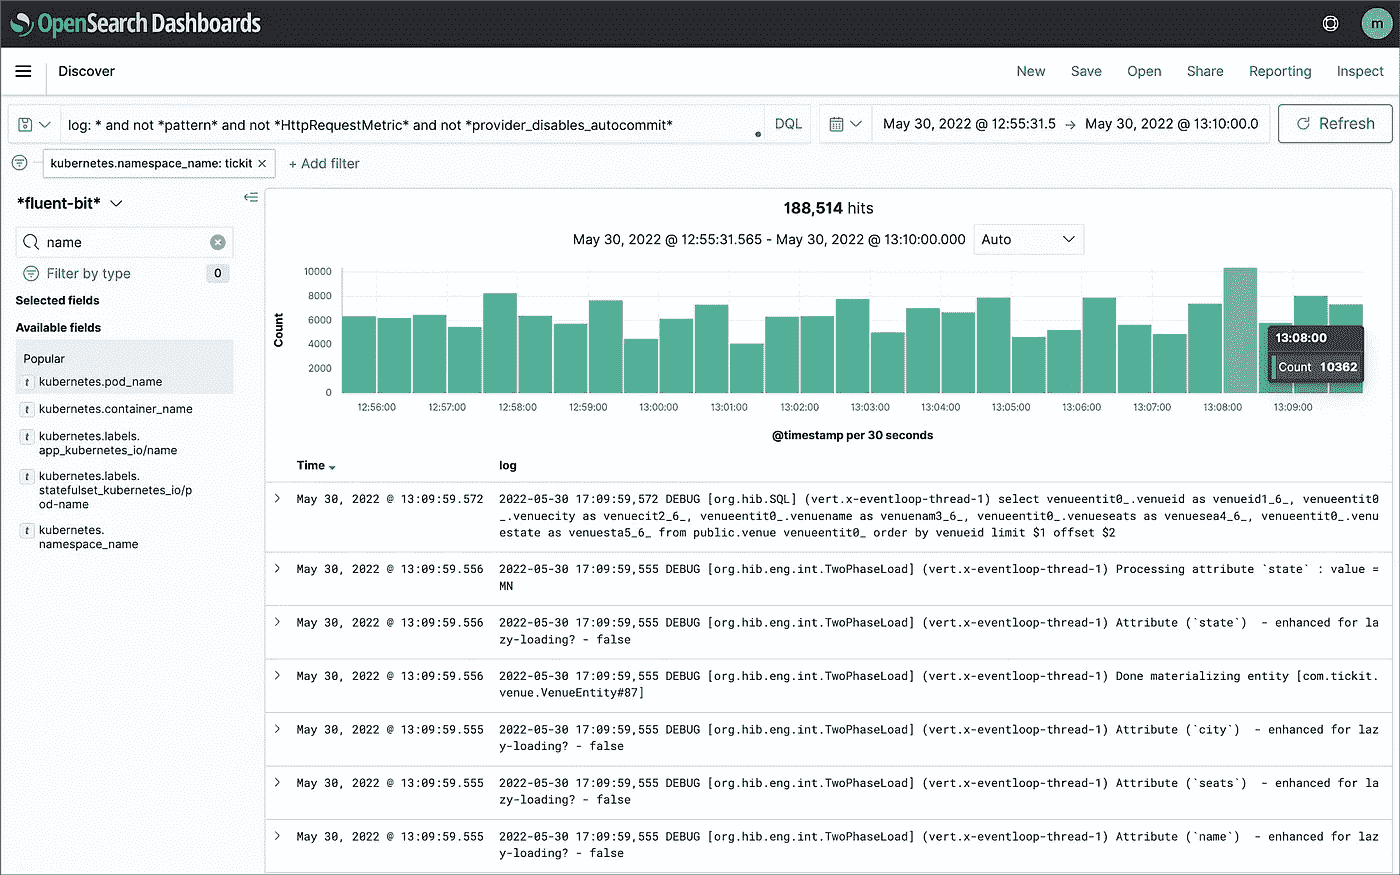 OpenSearch Dashboards
m
Discover
New Save Open Share Reporting Inspect
log: * and not *pattern* and not *HttpRequestMetric* and not *provider_disables_autocommit*
DQL
May 30, 2022 @ 12:55:31.5 → May 30, 2022 @ 13:10:00.0
Refresh
kubernetes.namespace_name: tickit ×
+ Add filter
*fluent-bit*
name
Filter by type 0
Selected fields
Available fields
Popular
t kubernetes.pod_name
t kubernetes.container_name
t kubernetes.labels.
app_kubernetes_io/name
t kubernetes.labels.
statefulset_kubernetes_io/p
od-name
t kubernetes.
namespace_name
188,514 hits
May 30, 2022 @ 12:55:31.565 - May 30, 2022 @ 13:10:00.000 Auto
Count
10000
8000
6000
4000
2000
0
13:08:00
Count 10362
12:56:00 12:57:00 12:58:00 12:59:00 13:00:00 13:01:00 13:02:00 13:03:00 13:04:00 13:05:00 13:06:00 13:07:00 13:08:00 13:09:00
@timestamp per 30 seconds
Time log
May 30, 2022 @ 13:09:59.572 2022-05-30 17:09:59,572 DEBUG [org.hib.SQL] (vert.x-eventloop-thread-1) select venueentit0_.venueid as venueid1_6_, venueentit0
_.venuecity as venuecit2_6_, venueentit0_.venuename as venuenam3_6_, venueentit0_.venueseats as venuesea4_6_, venueentit0_.venu
estate as venuesta5_6_ from public.venue venueentit0_ order by venueid limit $1 offset $2
May 30, 2022 @ 13:09:59.556 2022-05-30 17:09:59,555 DEBUG [org.hib.eng.int.TwoPhaseLoad] (vert.x-eventloop-thread-1) Processing attribute `state` : value =
MN
May 30, 2022 @ 13:09:59.556 2022-05-30 17:09:59,555 DEBUG [org.hib.eng.int.TwoPhaseLoad] (vert.x-eventloop-thread-1) Attribute (`state`)  - enhanced for la
zy-loading? - false
May 30, 2022 @ 13:09:59.556 2022-05-30 17:09:59,555 DEBUG [org.hib.eng.int.TwoPhaseLoad] (vert.x-eventloop-thread-1) Done materializing entity [com.tickit.
venue.VenueEntity#87]
May 30, 2022 @ 13:09:59.555 2022-05-30 17:09:59,555 DEBUG [org.hib.eng.int.TwoPhaseLoad] (vert.x-eventloop-thread-1) Attribute (`city`)  - enhanced for laz
y-loading? - false
May 30, 2022 @ 13:09:59.555 2022-05-30 17:09:59,555 DEBUG [org.hib.eng.int.TwoPhaseLoad] (vert.x-eventloop-thread-1) Attribute (`seats`)  - enhanced for la
zy-loading? - false
May 30, 2022 @ 13:09:59.555 2022-05-30 17:09:59,555 DEBUG [org.hib.eng.int.TwoPhaseLoad] (vert.x-eventloop-thread-1) Attribute (`name`)  - enhanced for laz
y-loading? - false